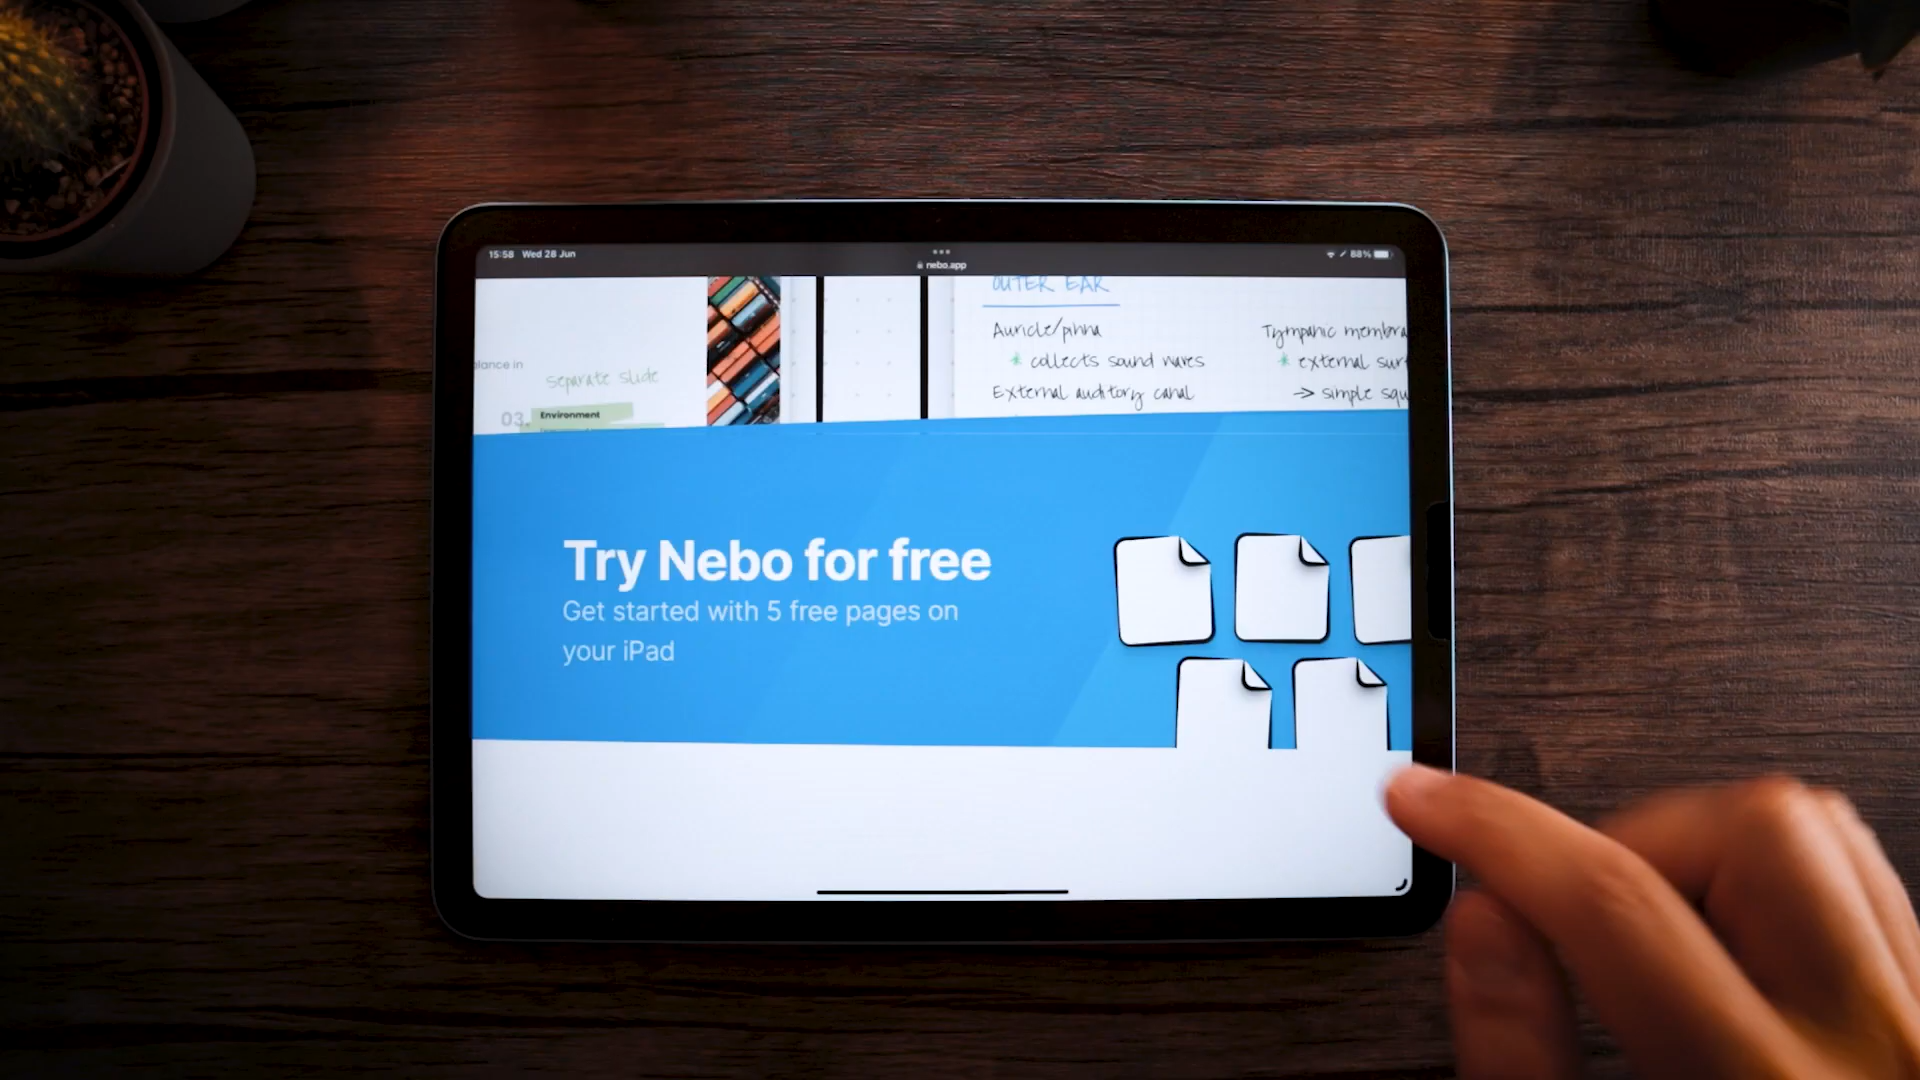 15:58 Wed 28 Jun
nebo.app
88%
OUTER EAR
Auricle/pinna
* collects sound waves
External auditory canal
Tympanic membra
* external surf
-> simple squ
lance in
separate slide
03.
Environment
Try Nebo for free
Get started with 5 free pages on
your iPad